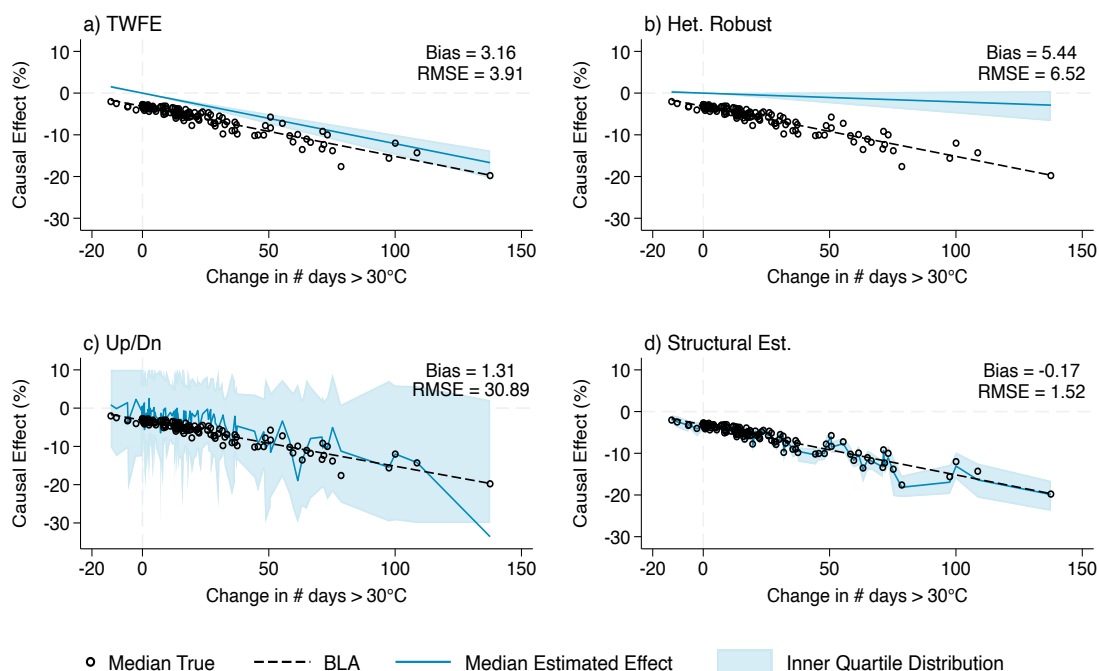 a) TWFE
Bias = 3.16
RMSE = 3.91
Causal Effect (%)
10
0
-10
-20
-30
-20 0 50 100 150
Change in # days > 30°C
b) Het. Robust
Bias = 5.44
RMSE = 6.52
Causal Effect (%)
10
0
-10
-20
-30
-20 0 50 100 150
Change in # days > 30°C
c) Up/Dn
Bias = 1.31
RMSE = 30.89
Causal Effect (%)
10
0
-10
-20
-30
-20 0 50 100 150
Change in # days > 30°C
d) Structural Est.
Bias = -0.17
RMSE = 1.52
Causal Effect (%)
10
0
-10
-20
-30
-20 0 50 100 150
Change in # days > 30°C
Median True BLA Median Estimated Effect Inner Quartile Distribution